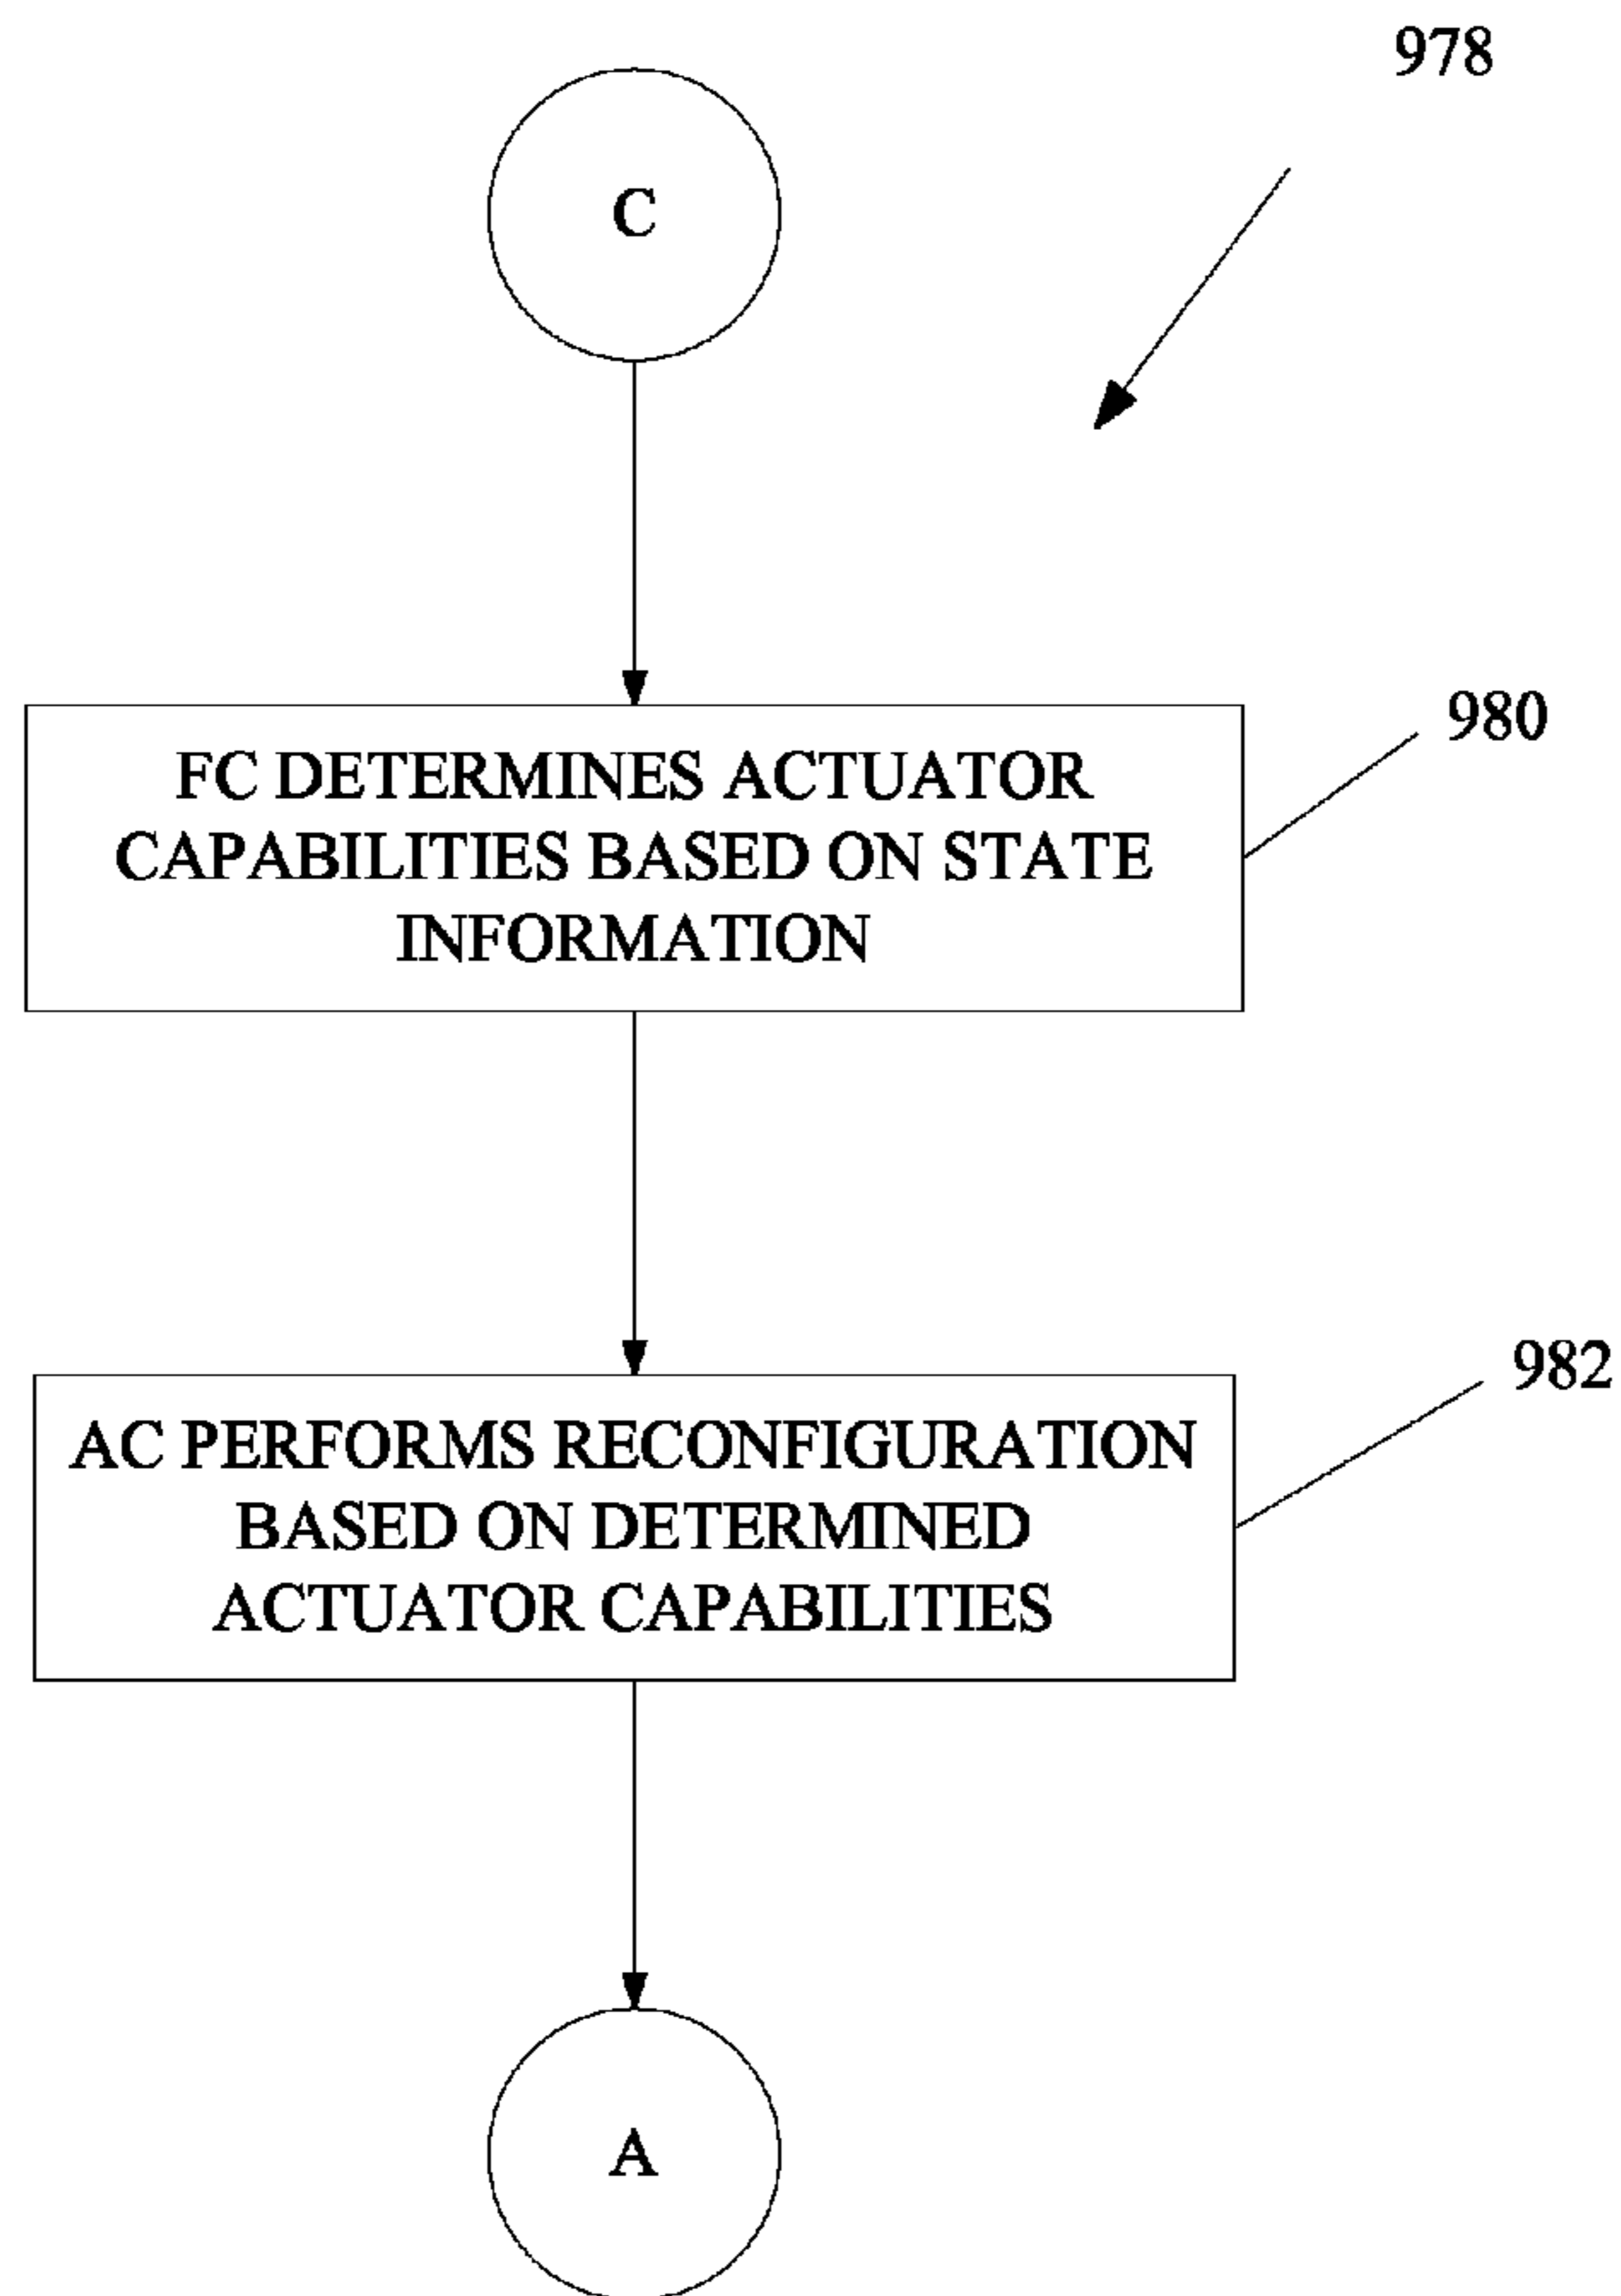 978
C
980
FC DETERMINES ACTUATOR
CAPABILITIES BASED ON STATE
INFORMATION
982
AC PERFORMS RECONFIGURATION
BASED ON DETERMINED
ACTUATOR CAPABILITIES
A